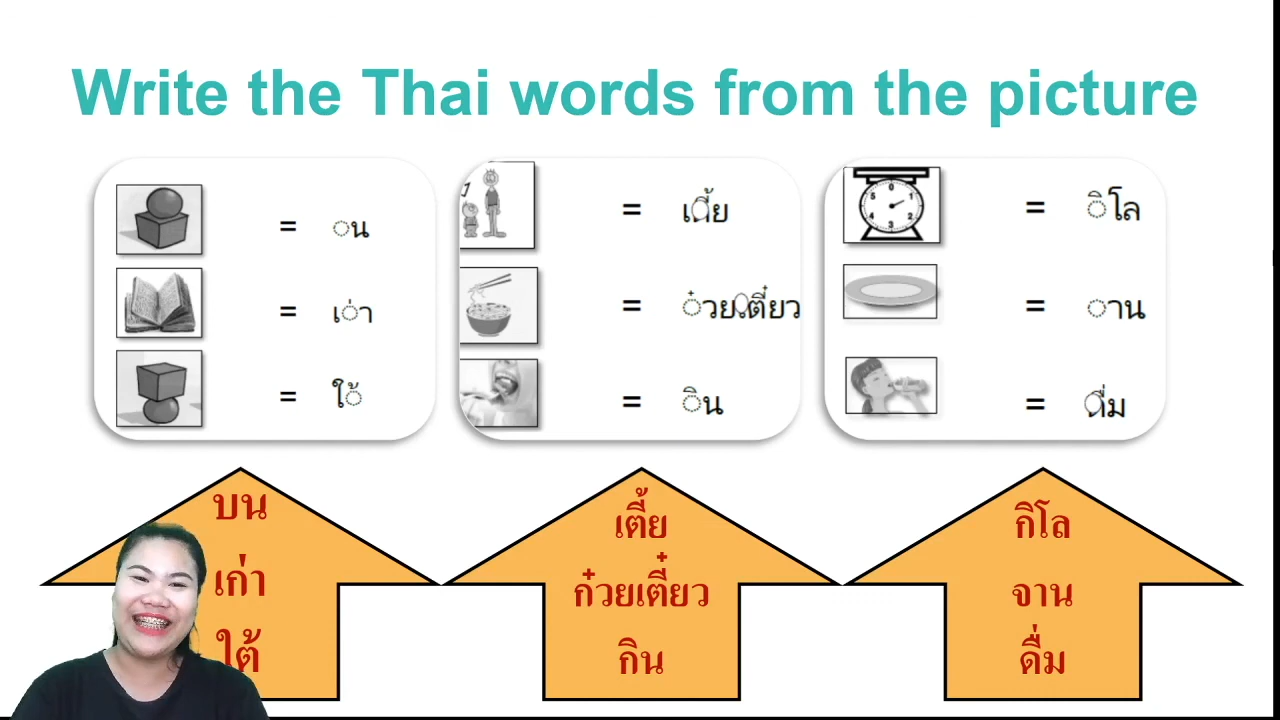 Write the Thai words from the picture
= ◌น
= เ◌่า
= ใ◌้
= เ◌ี้ย
= ◌๋วยเตี๋ยว
= ◌ิน
= ◌ิโล
= ◌าน
= ◌ื่ม
บน
เก่า
ใต้
เตี้ย
ก๋วยเตี๋ยว
กิน
กิโล
จาน
ดื่ม